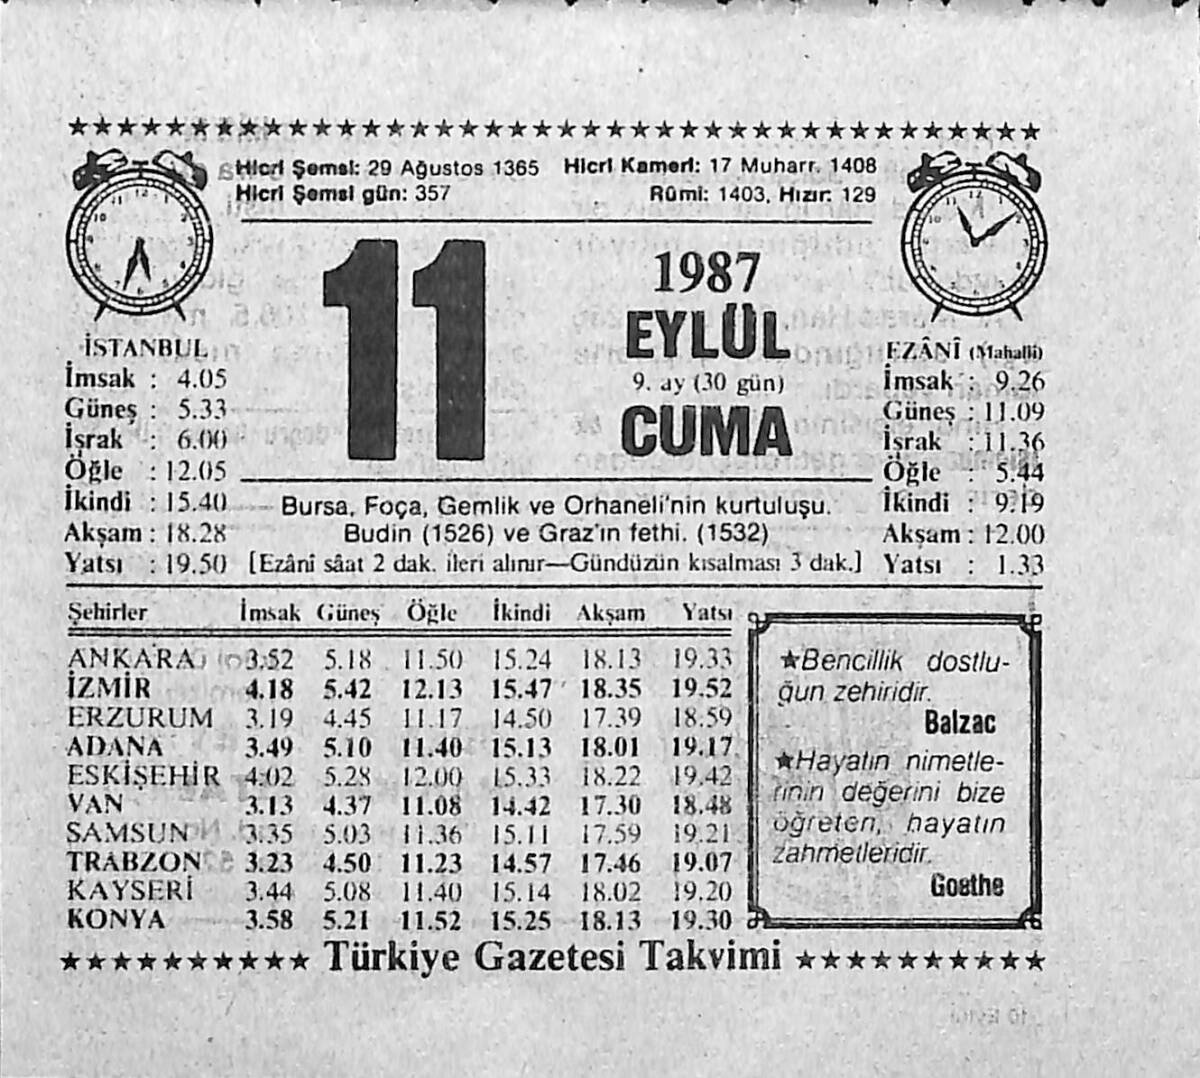 Hicri Şemsi: 29 Ağustos 1365 Hicri Kameri: 17 Muharr. 1408
Hicri Şemsi gün: 357 Rûmi: 1403, Hızır: 129
11
1987
EYLÜL
9. ay (30 gün)
CUMA
İSTANBUL
İmsak : 4.05
Güneş : 5.33
İşrak : 6.00
Öğle : 12.05
İkindi : 15.40
Akşam : 18.28
Yatsı : 19.50
EZÂNÎ (Mahalli)
İmsak : 9.26
Güneş : 11.09
İsrak : 11.36
Öğle : 5.44
İkindi : 9.19
Akşam : 12.00
Yatsı : 1.33
Bursa, Foça, Gemlik ve Orhaneli'nin kurtuluşu.
Budin (1526) ve Graz'ın fethi. (1532)
[Ezânî sâat 2 dak. ileri alınır—Gündüzün kısalması 3 dak.]
Şehirler İmsak Güneş Öğle İkindi Akşam Yatsı
ANKARA 3.52 5.18 11.50 15.24 18.13 19.33
İZMİR 4.18 5.42 12.13 15.47 18.35 19.52
ERZURUM 3.19 4.45 11.17 14.50 17.39 18.59
ADANA 3.49 5.10 11.40 15.13 18.01 19.17
ESKİŞEHİR 4.02 5.28 12.00 15.33 18.22 19.42
VAN 3.13 4.37 11.08 14.42 17.30 18.48
SAMSUN 3.35 5.03 11.36 15.11 17.59 19.21
TRABZON 3.23 4.50 11.23 14.57 17.46 19.07
KAYSERİ 3.44 5.08 11.40 15.14 18.02 19.20
KONYA 3.58 5.21 11.52 15.25 18.13 19.30
★Bencillik dostlu-
ğun zehiridir.
Balzac
★Hayatın nimetle-
rinin değerini bize
öğreten, hayatın
zahmetleridir.
Goethe
★★★★★★★★★★ Türkiye Gazetesi Takvimi ★★★★★★★★★★